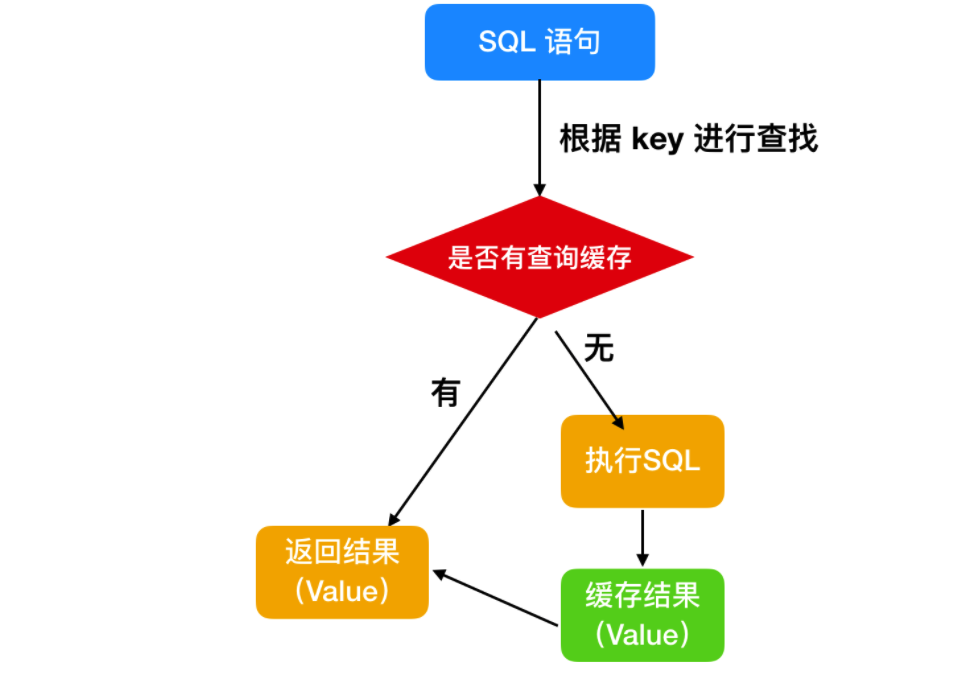 SQL 语句
根据 key 进行查找
是否有查询缓存
无
有
执行SQL
返回结果
（Value）
缓存结果
（Value）